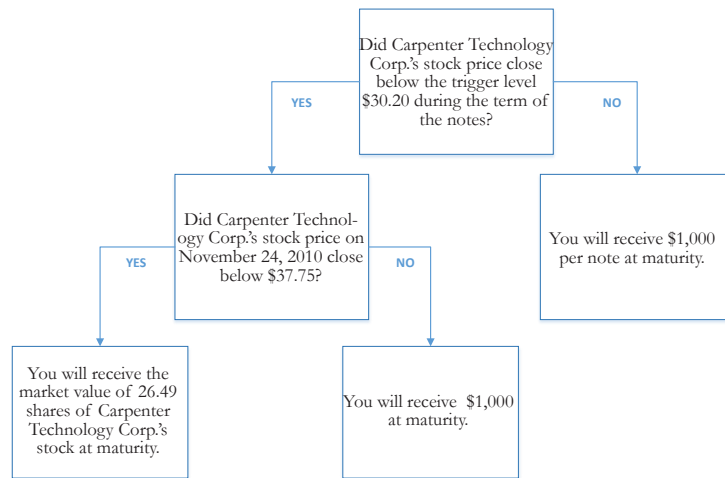 Did Carpenter Technology
Corp.'s stock price close
below the trigger level
$30.20 during the term of
the notes?
YES
NO
Did Carpenter Technol-
ogy Corp.'s stock price on
November 24, 2010 close
below $37.75?
You will receive $1,000
per note at maturity.
YES
NO
You will receive the
market value of 26.49
shares of Carpenter
Technology Corp.'s
stock at maturity.
You will receive $1,000
at maturity.